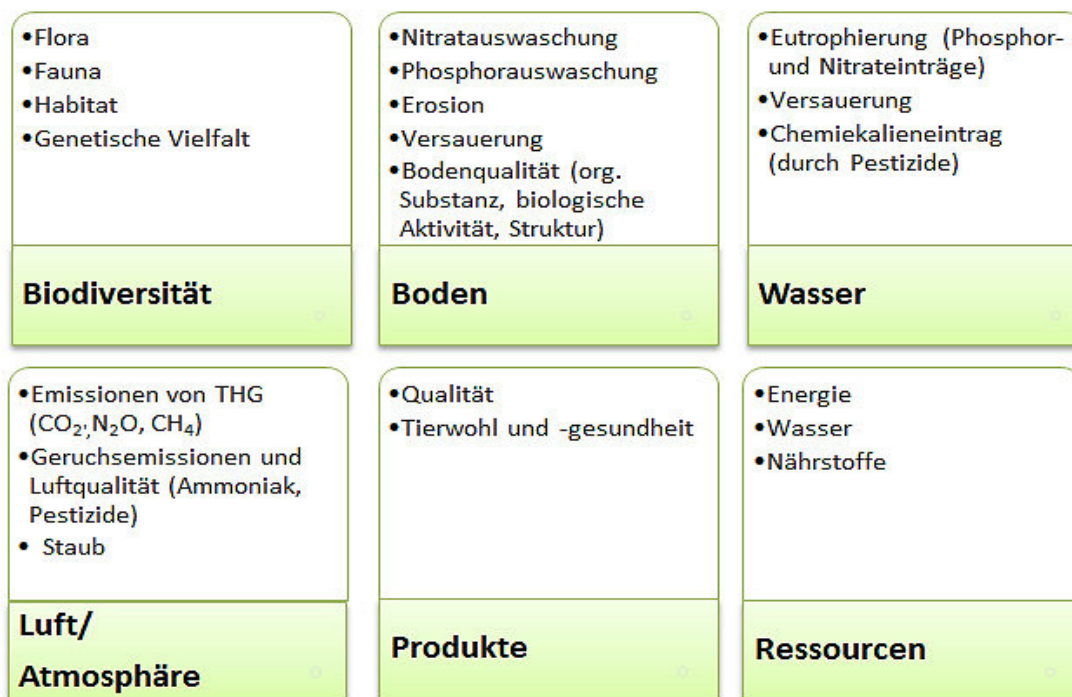 •Flora
•Fauna
•Habitat
•Genetische Vielfalt
Biodiversität
•Nitratauswaschung
•Phosphorauswaschung
•Erosion
•Versauerung
•Bodenqualität (org.
Substanz, biologische
Aktivität, Struktur)
Boden
•Eutrophierung (Phosphor-
und Nitrateinträge)
•Versauerung
•Chemiekalieneintrag
(durch Pestizide)
Wasser
•Emissionen von THG
(CO₂; N₂O, CH₄)
•Geruchsemissionen und
Luftqualität (Ammoniak,
Pestizide)
• Staub
Luft/
Atmosphäre
•Qualität
•Tierwohl und -gesundheit
Produkte
•Energie
•Wasser
•Nährstoffe
Ressourcen